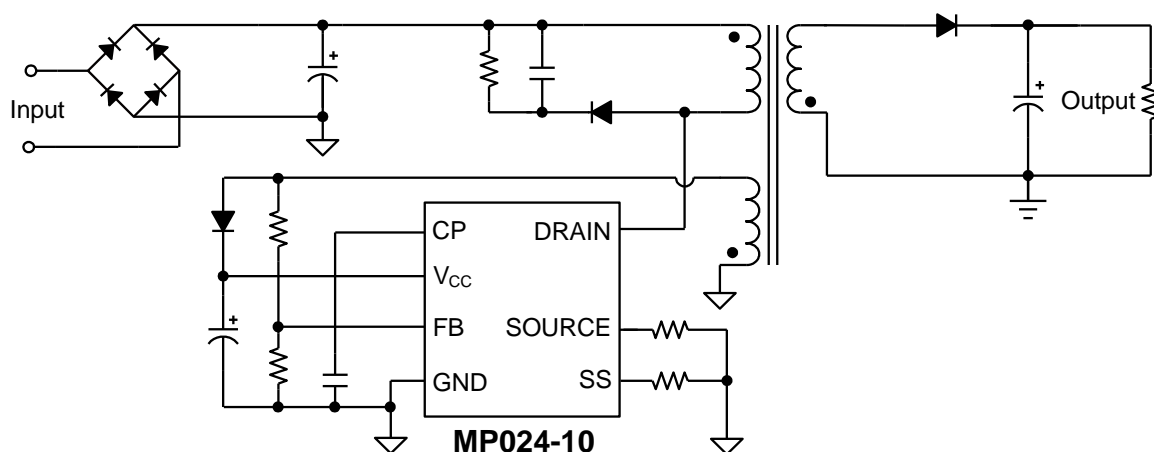 Input
Output
CP
DRAIN
VCC
FB
SOURCE
GND
SS
MP024-10